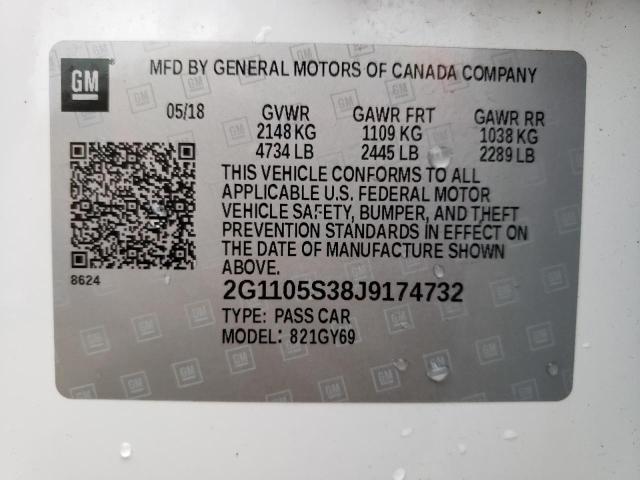 GM
MFD BY GENERAL MOTORS OF CANADA COMPANY
05/18 GVWR GAWR FRT GAWR RR
2148 KG 1109 KG 1038 KG
4734 LB 2445 LB 2289 LB
THIS VEHICLE CONFORMS TO ALL
APPLICABLE U.S. FEDERAL MOTOR
VEHICLE SAFETY, BUMPER, AND THEFT
PREVENTION STANDARDS IN EFFECT ON
THE DATE OF MANUFACTURE SHOWN
ABOVE.
8624
2G1105S38J9174732
TYPE: PASS CAR
MODEL: 821GY69